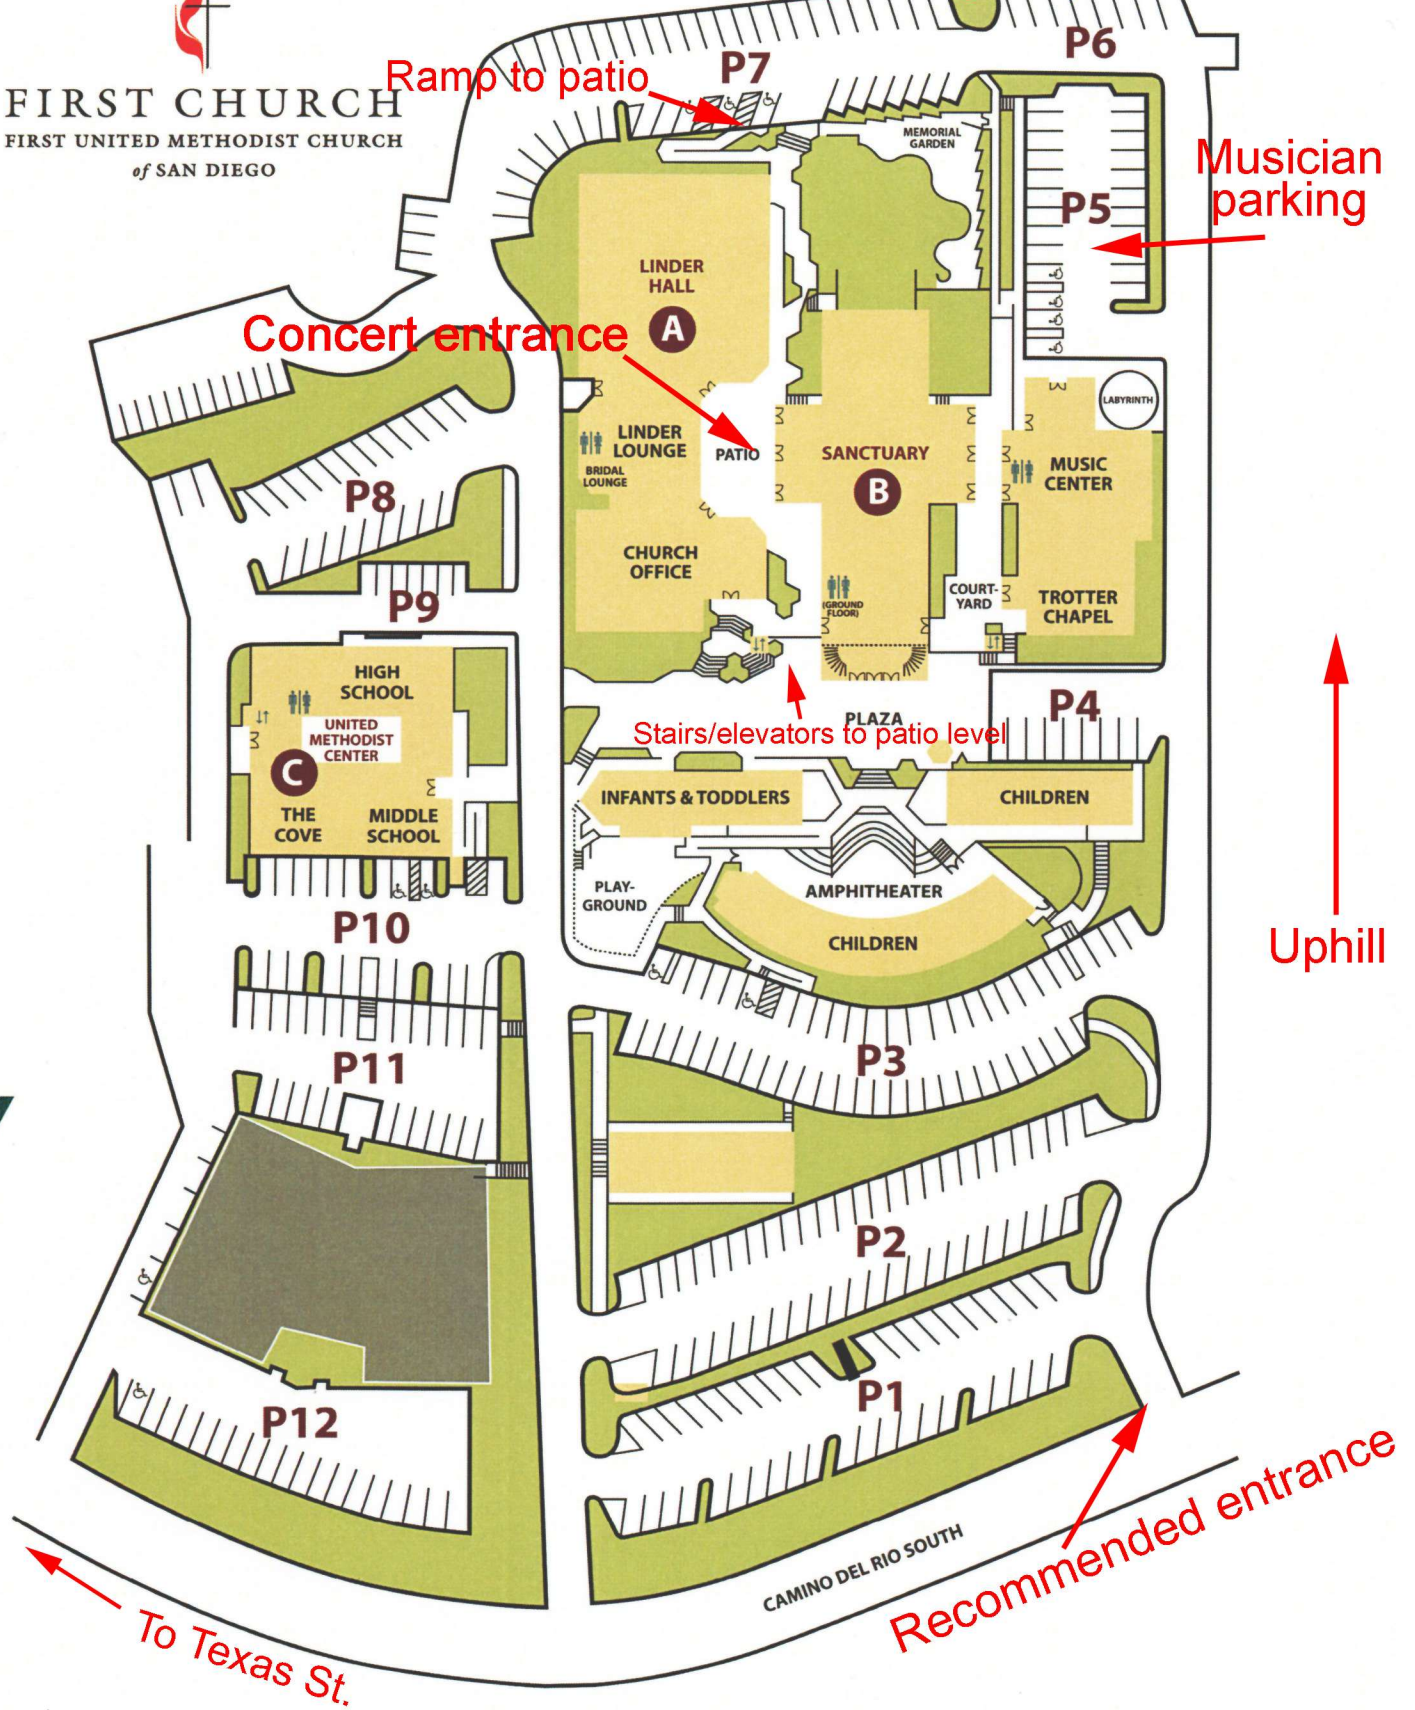 FIRST CHURCH
FIRST UNITED METHODIST CHURCH
of SAN DIEGO
P6
P7
Ramp to patio
MEMORIAL
GARDEN
Musician
parking
P5
LINDER
HALL
A
Concert entrance
LABYRINTH
LINDER
LOUNGE
BRIDAL
LOUNGE
PATIO
SANCTUARY
B
MUSIC
CENTER
P8
CHURCH
OFFICE
(GROUND
FLOOR)
COURT-
YARD
TROTTER
CHAPEL
P9
HIGH
SCHOOL
UNITED
METHODIST
CENTER
C
THE
COVE
MIDDLE
SCHOOL
P4
PLAZA
Stairs/elevators to patio level
INFANTS & TODDLERS
CHILDREN
PLAY-
GROUND
AMPHITHEATER
CHILDREN
Uphill
P10
P11
P3
P2
P1
P12
CAMINO DEL RIO SOUTH
Recommended entrance
To Texas St.